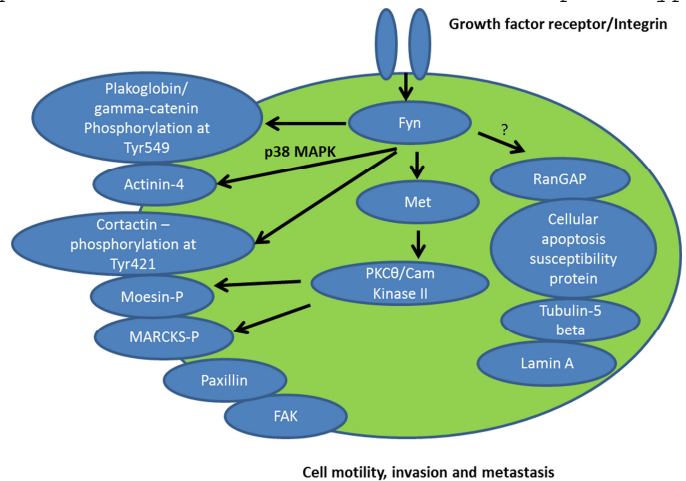 Growth factor receptor/Integrin
Plakoglobin/
gamma-catenin
Phosphorylation at
Tyr549
Fyn
?
p38 MAPK
Actinin-4
RanGAP
Met
Cortactin –
phosphorylation at
Tyr421
Cellular
apoptosis
susceptibility
protein
PKCθ/Cam
Kinase II
Moesin-P
Tubulin-5
beta
MARCKS-P
Lamin A
Paxillin
FAK
Cell motility, invasion and metastasis